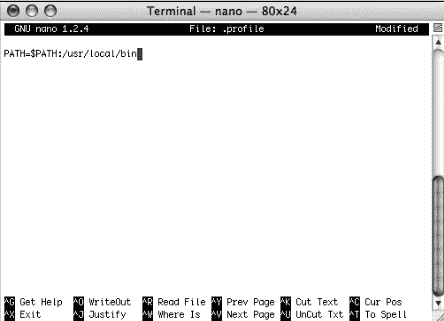 Terminal — nano — 80x24
GNU nano 1.2.4 File: .profile Modified
PATH=$PATH:/usr/local/bin
^G Get Help ^O WriteOut ^R Read File ^Y Prev Page ^K Cut Text ^C Cur Pos
^X Exit ^J Justify ^W Where Is ^V Next Page ^U UnCut Txt ^T To Spell